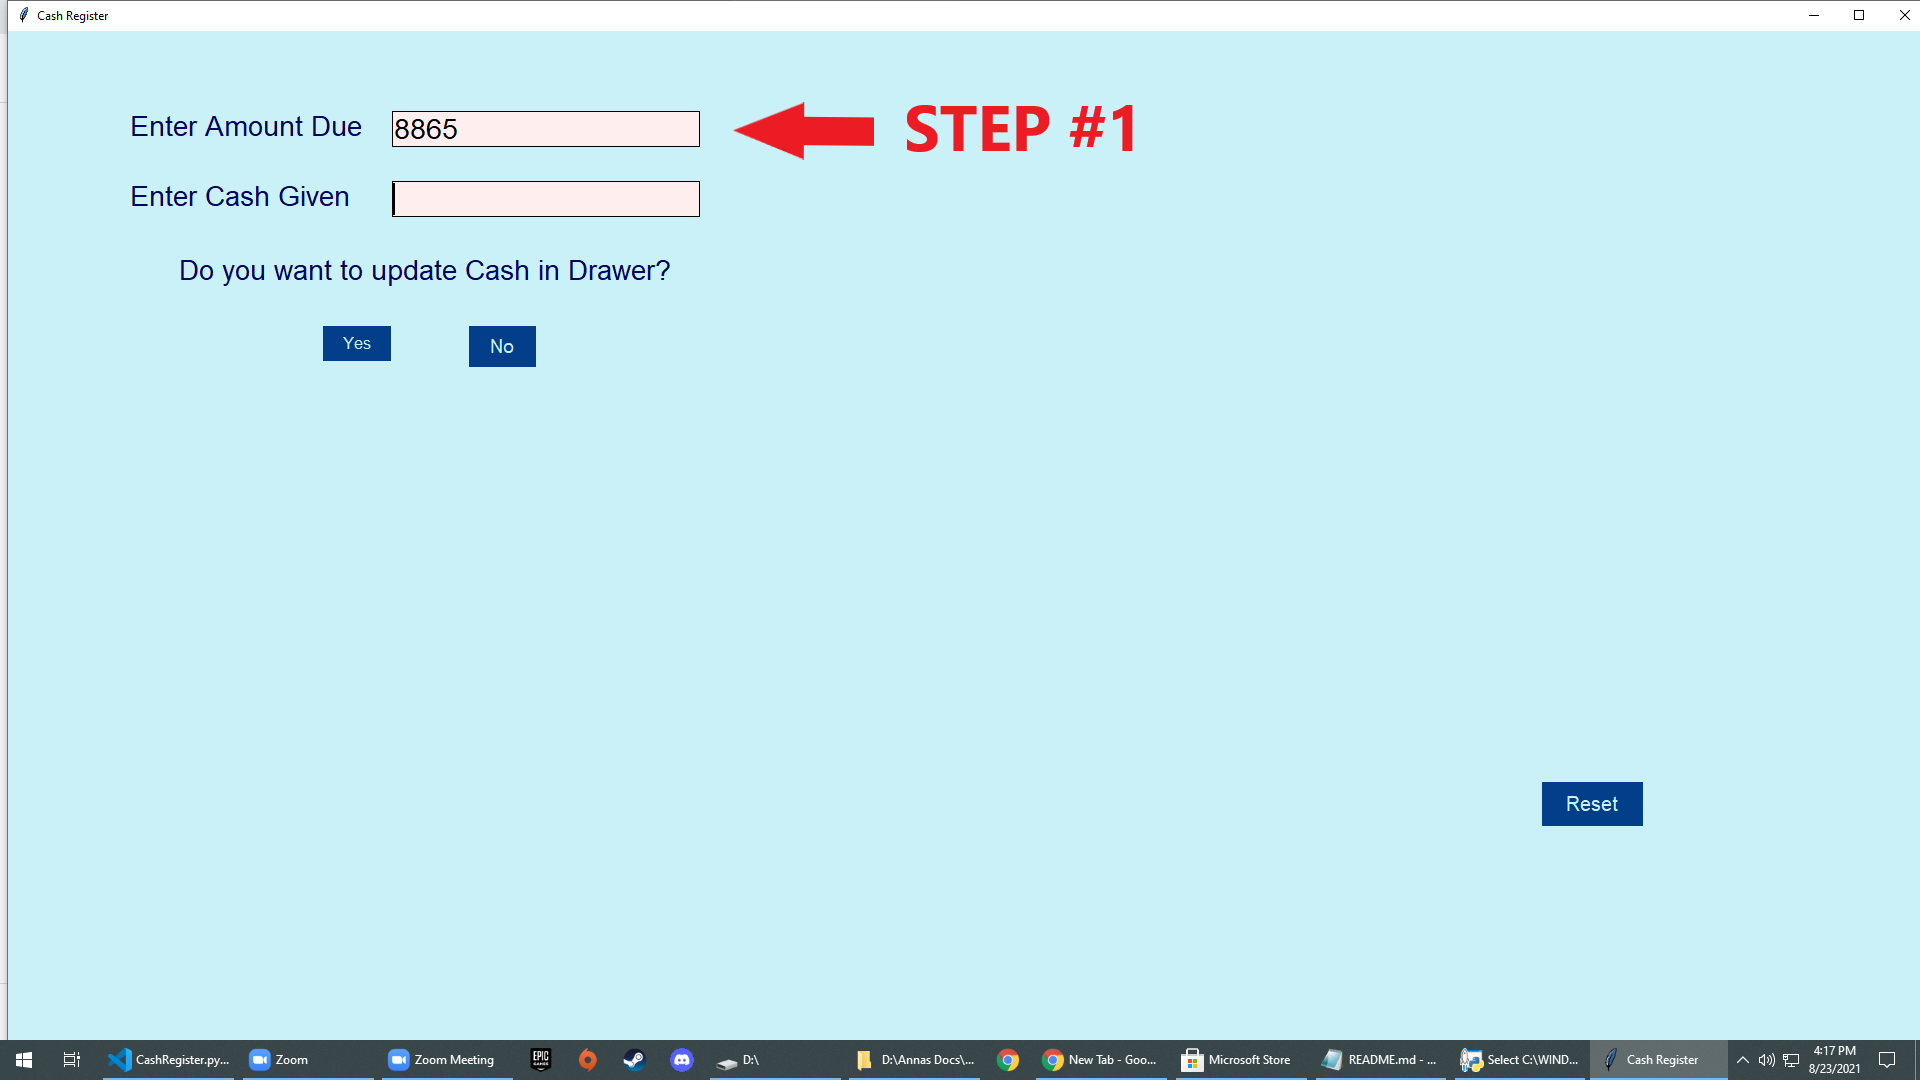 Cash Register
Enter Amount Due 8865 STEP #1
Enter Cash Given
Do you want to update Cash in Drawer?
Yes No
Reset
CashRegister.py... Zoom Zoom Meeting EPIC GAMES D:\ D:\Annas Docs\... New Tab - Goo... Microsoft Store README.md - ... Select C:\WIND... Cash Register 4:17 PM
8/23/2021